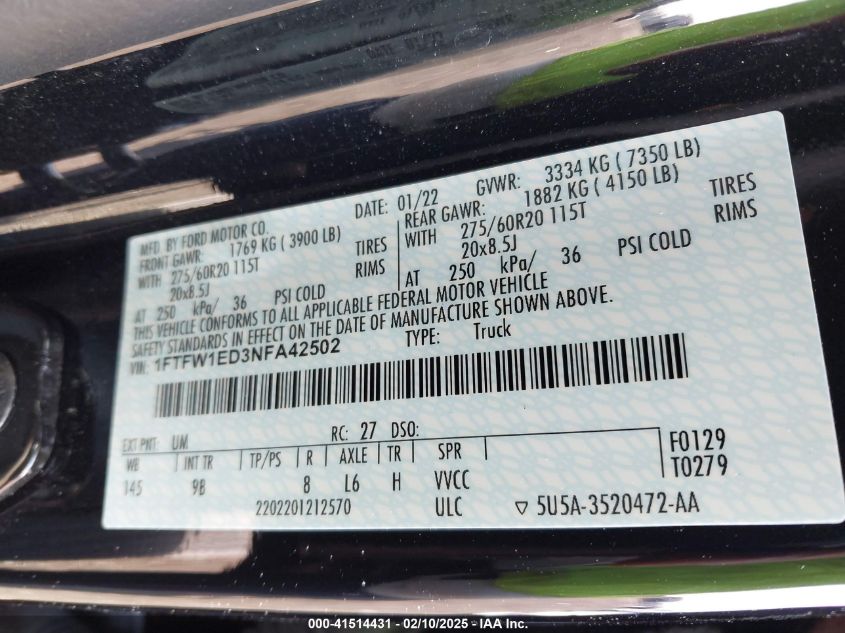 MFD BY FORD MOTOR CO.
DATE: 01/22 GVWR: 3334 KG ( 7350 LB)
FRONT GAWR: 1769 KG ( 3900 LB)
WITH 275/60R20 115T TIRES
20x8.5J RIMS
AT 250 kPa/ 36 PSI COLD
REAR GAWR: 1882 KG ( 4150 LB)
WITH 275/60R20 115T TIRES
20x8.5J RIMS
AT 250 kPa/ 36 PSI COLD
THIS VEHICLE CONFORMS TO ALL APPLICABLE FEDERAL MOTOR VEHICLE
SAFETY STANDARDS IN EFFECT ON THE DATE OF MANUFACTURE SHOWN ABOVE.
VIN: 1FTFW1ED3NFA42502 TYPE: Truck
EXT PNT: UM RC: 27 DSO:
WB INT TR TP/PS R AXLE TR SPR
145 9B 8 L6 H VVCC
2202201212570 ULC
F0129
T0279
▽ 5U5A-3520472-AA
000-41514431 - 02/10/2025 - IAA Inc.